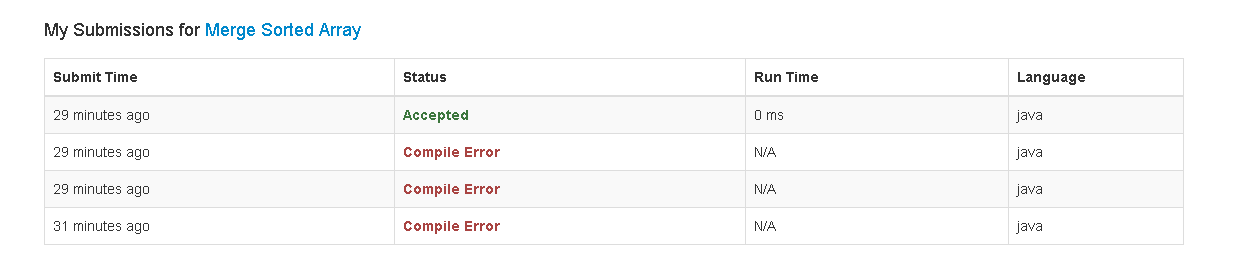 My Submissions for Merge Sorted Array
Submit Time Status Run Time Language
29 minutes ago Accepted 0 ms java
29 minutes ago Compile Error N/A java
29 minutes ago Compile Error N/A java
31 minutes ago Compile Error N/A java